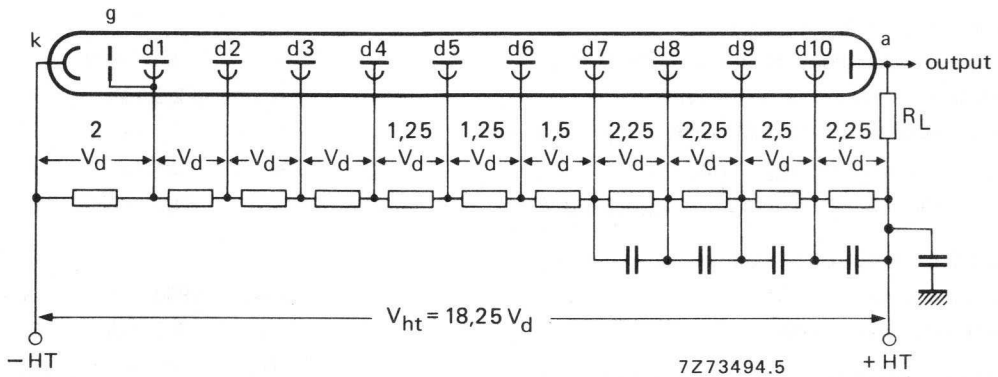 g
k
d1 d2 d3 d4 d5 d6 d7 d8 d9 d10
a
output
R_L
2 1,25 1,25 1,5 2,25 2,25 2,5 2,25
V_d V_d V_d V_d V_d V_d V_d V_d V_d V_d V_d
V_ht = 18,25 V_d
− HT
7Z73494.5
+ HT